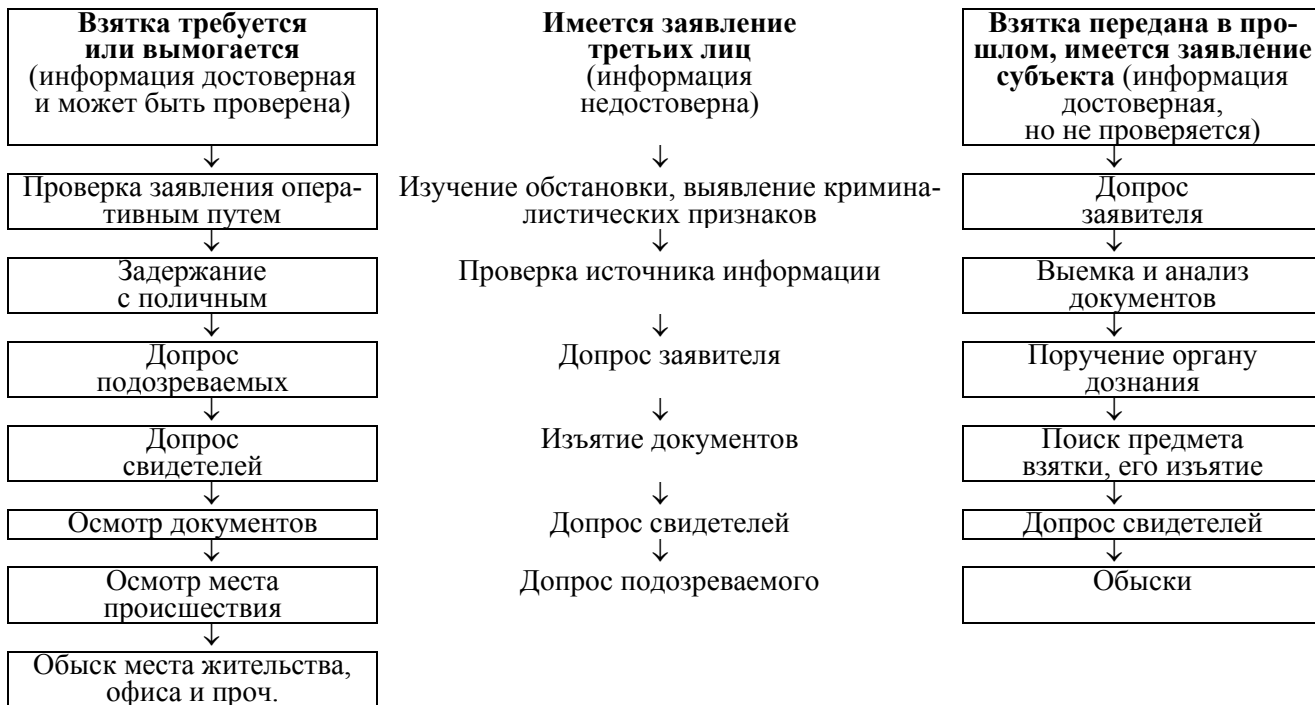 Взятка требуется
или вымогается
(информация достоверная
и может быть проверена)
↓
Проверка заявления опера-
тивным путем
↓
Задержание
с поличным
↓
Допрос
подозреваемых
↓
Допрос
свидетелей
↓
Осмотр документов
↓
Осмотр места
происшествия
↓
Обыск места жительства,
офиса и проч.
Имеется заявление
третьих лиц
(информация
недостоверна)
↓
Изучение обстановки, выявление кримина-
листических признаков
↓
Проверка источника информации
↓
Допрос заявителя
↓
Изъятие документов
↓
Допрос свидетелей
↓
Допрос подозреваемого
Взятка передана в про-
шлом, имеется заявление
субъекта (информация
достоверная,
но не проверяется)
↓
Допрос
заявителя
↓
Выемка и анализ
документов
↓
Поручение органу
дознания
↓
Поиск предмета
взятки, его изъятие
↓
Допрос свидетелей
↓
Обыски